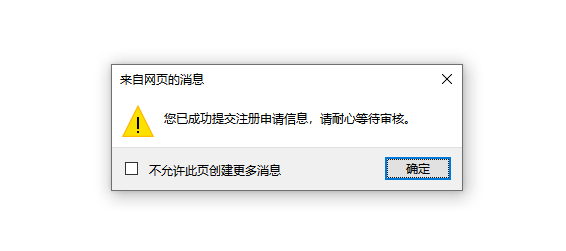 来自网页的消息
您已成功提交注册申请信息，请耐心等待审核。
不允许此页创建更多消息
确定